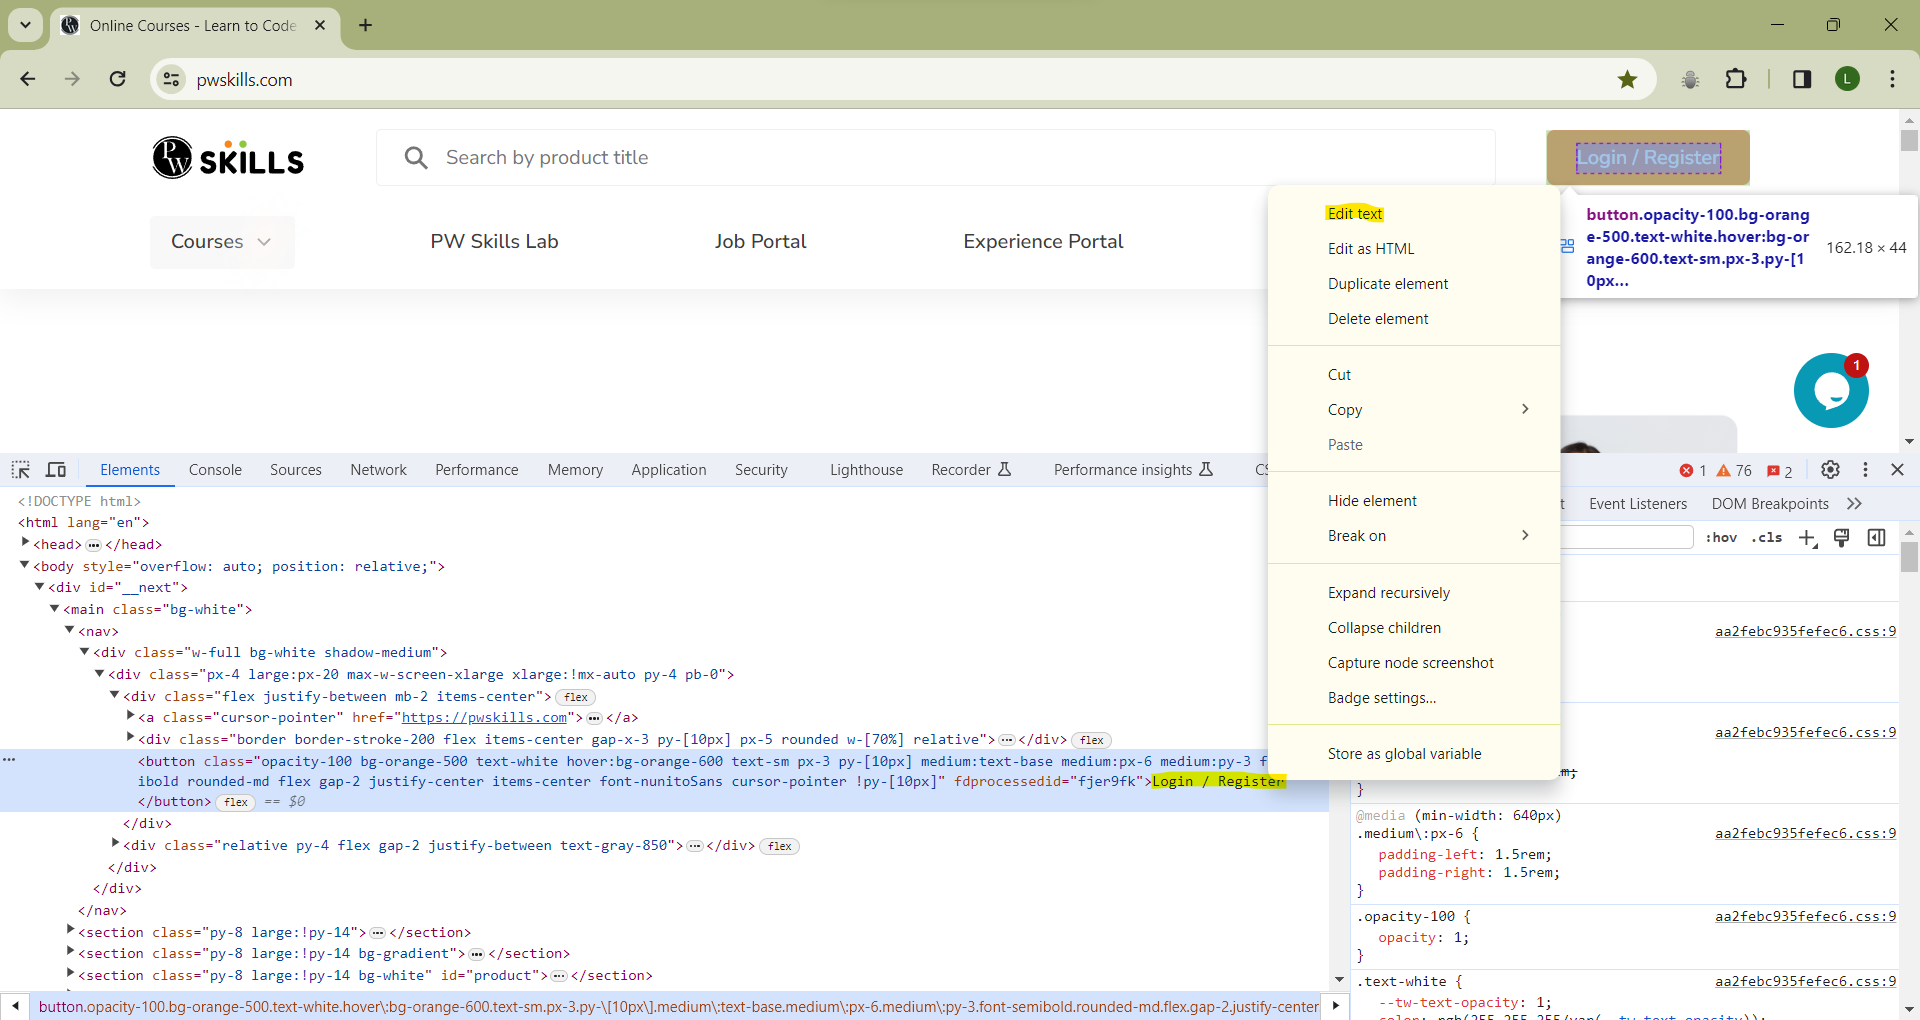 Online Courses - Learn to Code
pwskills.com
L
PW SKILLS
Search by product title
Login / Register
Courses
PW Skills Lab
Job Portal
Experience Portal
button.opacity-100.bg-orang
e-500.text-white.hover:bg-or
ange-600.text-sm.px-3.py-[1
0px...
162.18 × 44
1
Edit text
Edit as HTML
Duplicate element
Delete element
Cut
Copy
Paste
Hide element
Break on
Expand recursively
Collapse children
Capture node screenshot
Badge settings...
Store as global variable
Elements Console Sources Network Performance Memory Application Security Lighthouse Recorder Performance insights CS
1 76 2
<!DOCTYPE html>
<html lang="en">
<head> ... </head>
<body style="overflow: auto; position: relative;">
<div id="__next">
<main class="bg-white">
<nav>
<div class="w-full bg-white shadow-medium">
<div class="px-4 large:px-20 max-w-screen-xlarge xlarge:!mx-auto py-4 pb-0">
<div class="flex justify-between mb-2 items-center"> flex
<a class="cursor-pointer" href="https://pwskills.com"> ... </a>
<div class="border border-stroke-200 flex items-center gap-x-3 py-[10px] px-5 rounded w-[70%] relative"> ... </div> flex
... <button class="opacity-100 bg-orange-500 text-white hover:bg-orange-600 text-sm px-3 py-[10px] medium:text-base medium:px-6 medium:py-3 f
ibold rounded-md flex gap-2 justify-center items-center font-nunitoSans cursor-pointer !py-[10px]" fdprocessedid="fjer9fk">Login / Register
</button> flex == $0
</div>
<div class="relative py-4 flex gap-2 justify-between text-gray-850"> ... </div> flex
</div>
</div>
</nav>
<section class="py-8 large:!py-14"> ... </section>
<section class="py-8 large:!py-14 bg-gradient"> ... </section>
<section class="py-8 large:!py-14 bg-white" id="product"> ... </section>
button.opacity-100.bg-orange-500.text-white.hover\:bg-orange-600.text-sm.px-3.py-\[10px\].medium\:text-base.medium\:px-6.medium\:py-3.font-semibold.rounded-md.flex.gap-2.justify-center
t Event Listeners DOM Breakpoints
:hov .cls
aa2febc935fefec6.css:9
aa2febc935fefec6.css:9
m;
}
@media (min-width: 640px)
.medium\:px-6 { aa2febc935fefec6.css:9
padding-left: 1.5rem;
padding-right: 1.5rem;
}
.opacity-100 { aa2febc935fefec6.css:9
opacity: 1;
}
.text-white { aa2febc935fefec6.css:9
--tw-text-opacity: 1;
color: rgb(255 255 255/var(--tw-text-opacity));